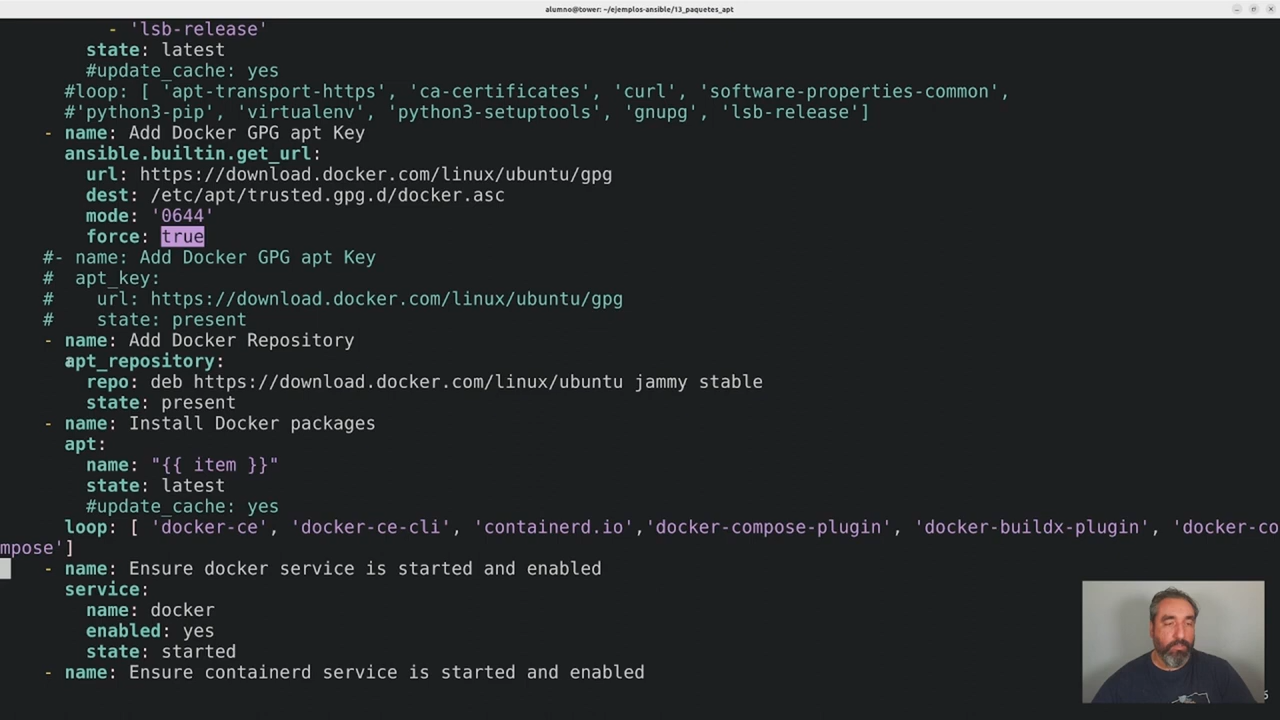 alumno@tower: ~/ejemplos-ansible/13_paquetes_apt
- 'lsb-release'
state: latest
#update_cache: yes
#loop: [ 'apt-transport-https', 'ca-certificates', 'curl', 'software-properties-common',
#'python3-pip', 'virtualenv', 'python3-setuptools', 'gnupg', 'lsb-release']
- name: Add Docker GPG apt Key
ansible.builtin.get_url:
url: https://download.docker.com/linux/ubuntu/gpg
dest: /etc/apt/trusted.gpg.d/docker.asc
mode: '0644'
force: true
#- name: Add Docker GPG apt Key
#  apt_key:
#    url: https://download.docker.com/linux/ubuntu/gpg
#    state: present
- name: Add Docker Repository
apt_repository:
repo: deb https://download.docker.com/linux/ubuntu jammy stable
state: present
- name: Install Docker packages
apt:
name: "{{ item }}"
state: latest
#update_cache: yes
loop: [ 'docker-ce', 'docker-ce-cli', 'containerd.io','docker-compose-plugin', 'docker-buildx-plugin', 'docker-co
mpose']
- name: Ensure docker service is started and enabled
service:
name: docker
enabled: yes
state: started
- name: Ensure containerd service is started and enabled